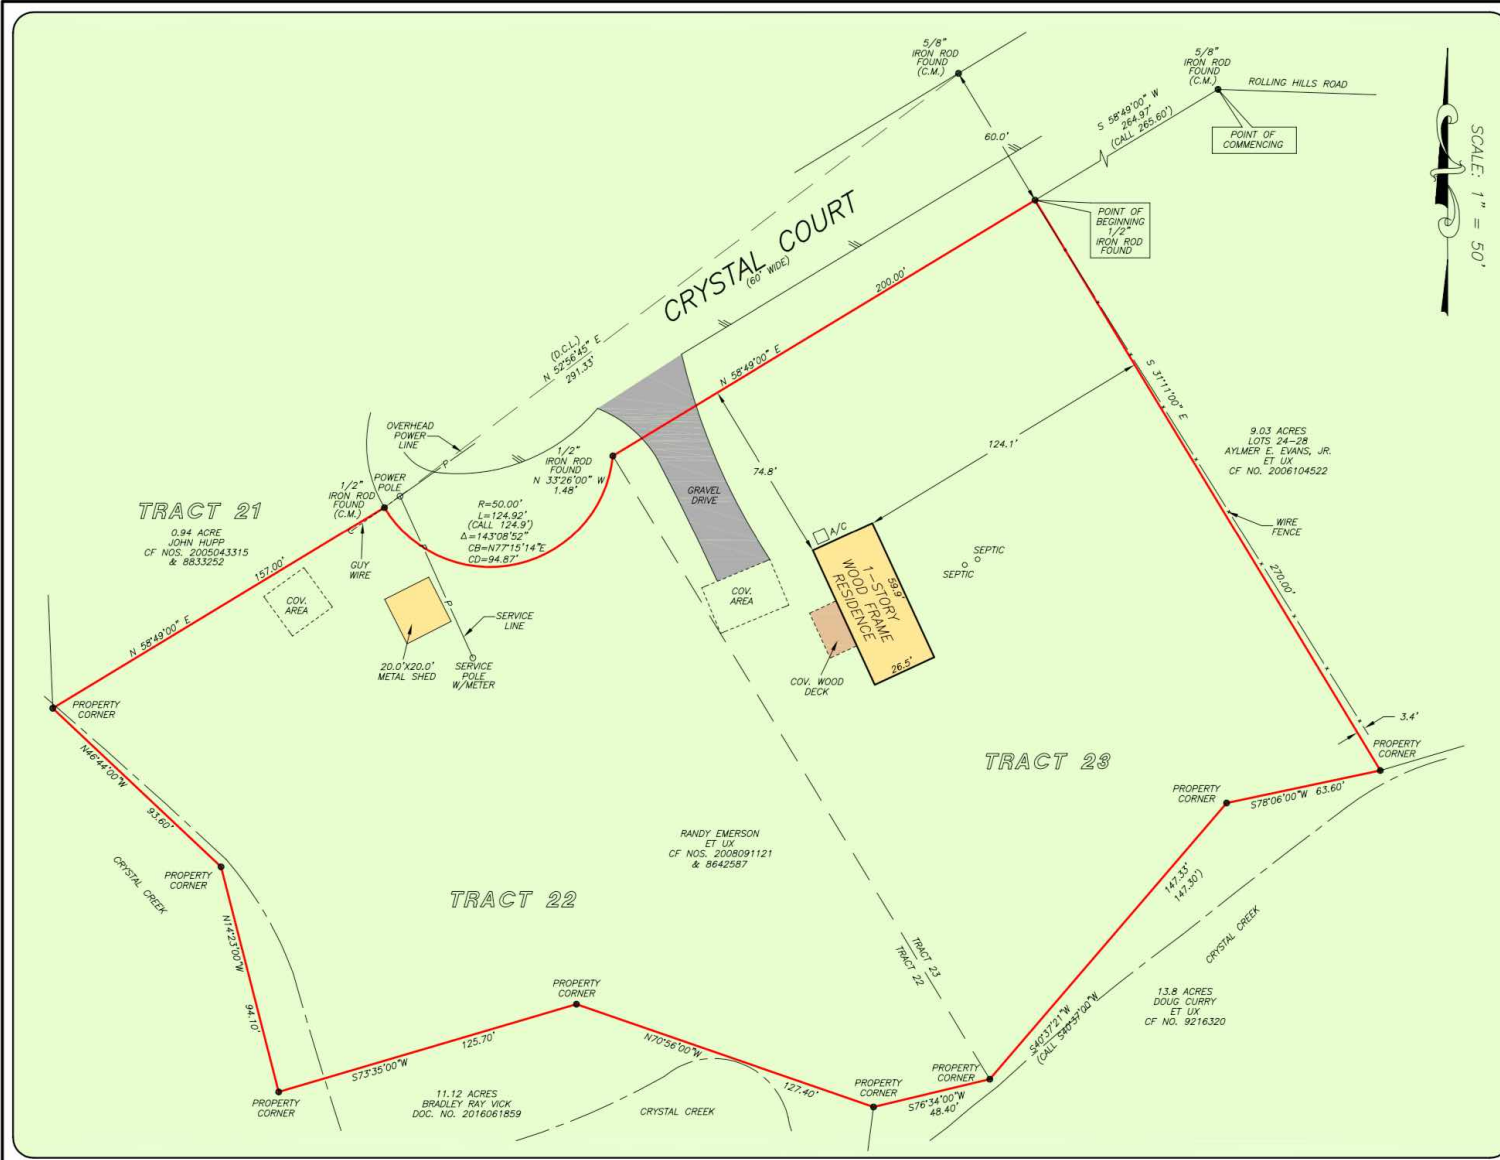 5/8"
IRON ROD
FOUND
(C.M.)
5/8"
IRON ROD
FOUND
(C.M.)
ROLLING HILLS ROAD
S 58°49'00" W
264.97'
(CALL 265.60')
POINT OF
COMMENCING
SCALE: 1" = 50'
60.0'
POINT OF
BEGINNING
1/2"
IRON ROD
FOUND
CRYSTAL COURT
(60' WIDE)
200.00'
N 58°49'00" E
(D.C.L.)
N 52°56'45" E
291.33'
S 31°11'00" E
9.03 ACRES
LOTS 24-28
AYLMER E. EVANS, JR.
ET UX
CF NO. 2006104522
124.1'
74.8'
OVERHEAD
POWER
LINE
P
POWER
POLE
1/2"
IRON ROD
FOUND
(C.M.)
1/2"
IRON ROD
FOUND
N 33°26'00" W
1.48'
GRAVEL
DRIVE
TRACT 21
0.94 ACRE
JOHN HUPP
CF NOS. 2005043315
& 8833252
R=50.00'
L=124.92'
(CALL 124.9')
Δ=143°08'52"
CB=N77°15'14"E
CD=94.87'
A/C
1-STORY
WOOD FRAME
RESIDENCE
59.9'
26.5'
SEPTIC
SEPTIC
WIRE
FENCE
270.00'
157.00'
GUY
WIRE
COV.
AREA
COV.
AREA
P
SERVICE
LINE
N 58°49'00" E
20.0'X20.0'
METAL SHED
SERVICE
POLE
W/METER
COV. WOOD
DECK
PROPERTY
CORNER
3.4'
PROPERTY
CORNER
TRACT 23
N46°44'00"W
93.60'
PROPERTY
CORNER
S78°06'00"W 63.60'
RANDY EMERSON
ET UX
CF NOS. 2008091121
& 8642587
CRYSTAL CREEK
PROPERTY
CORNER
TRACT 22
147.33'
147.30')
N14°23'00"W
94.10'
TRACT 23
TRACT 22
CRYSTAL CREEK
PROPERTY
CORNER
13.8 ACRES
DOUG CURRY
ET UX
CF NO. 9216320
S40°37'21"W
(CALL S40°37'00"W
125.70'
S73°35'00"W
N70°56'00"W
127.40'
PROPERTY
CORNER
PROPERTY
CORNER
PROPERTY
CORNER
11.12 ACRES
BRADLEY RAY VICK
DOC. NO. 2016061859
CRYSTAL CREEK
S76°34'00"W
48.40'